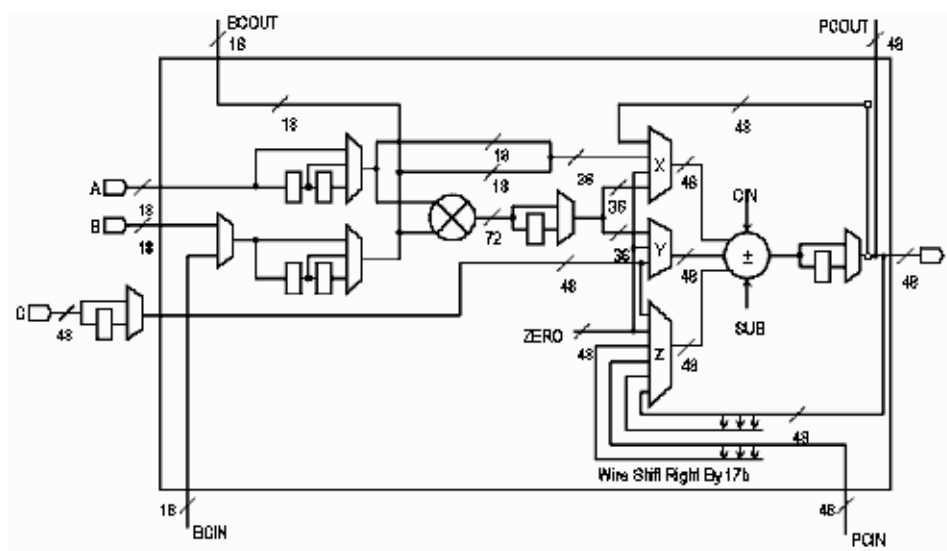 BCOUT
18
PCOUT
48
18
48
18
18
36
X
48
A
18
36
CIN
B
18
72
36
Y
48
±
48
48
C
48
ZERO
48
Z
48
SUB
48
Wire Shift Right By 17b
18
BCIN
48
PCIN